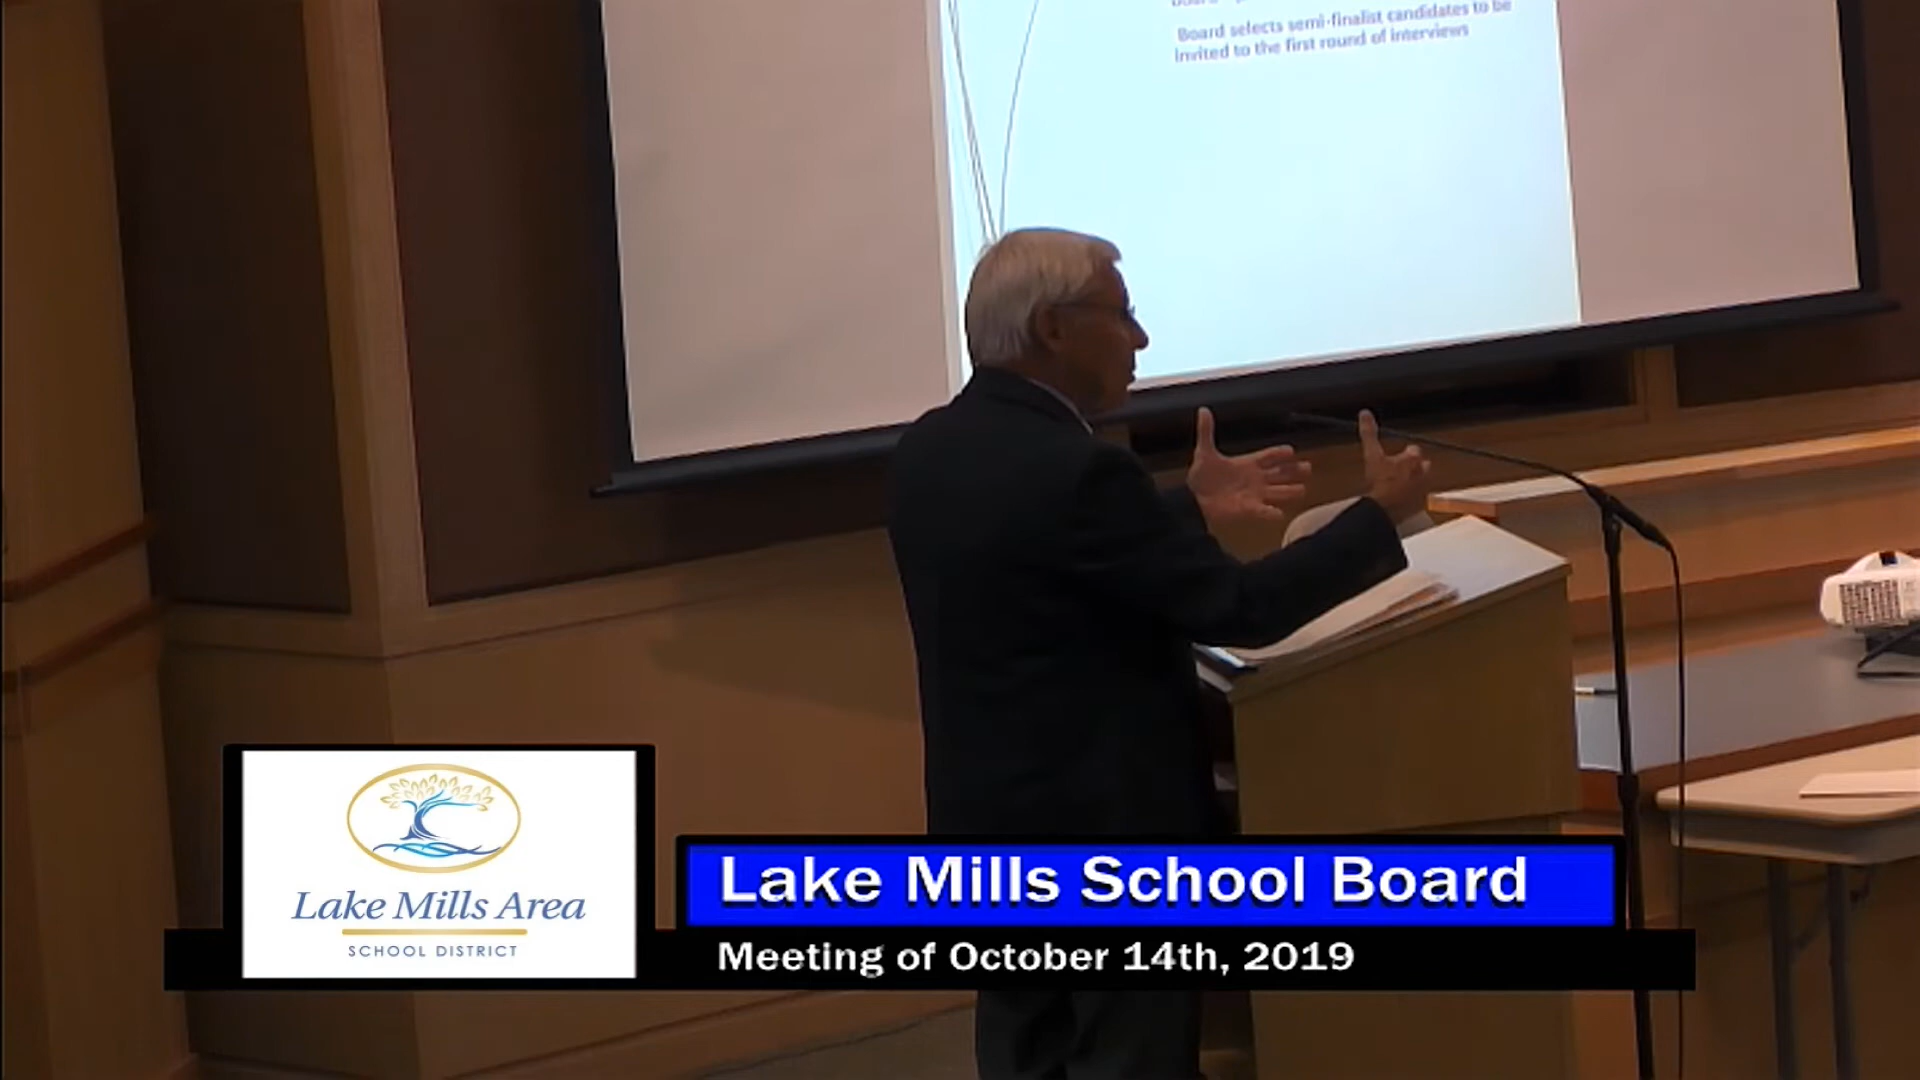 Board selects semi-finalist candidates to be
invited to the first round of interviews
Lake Mills Area
SCHOOL DISTRICT
Lake Mills School Board
Meeting of October 14th, 2019